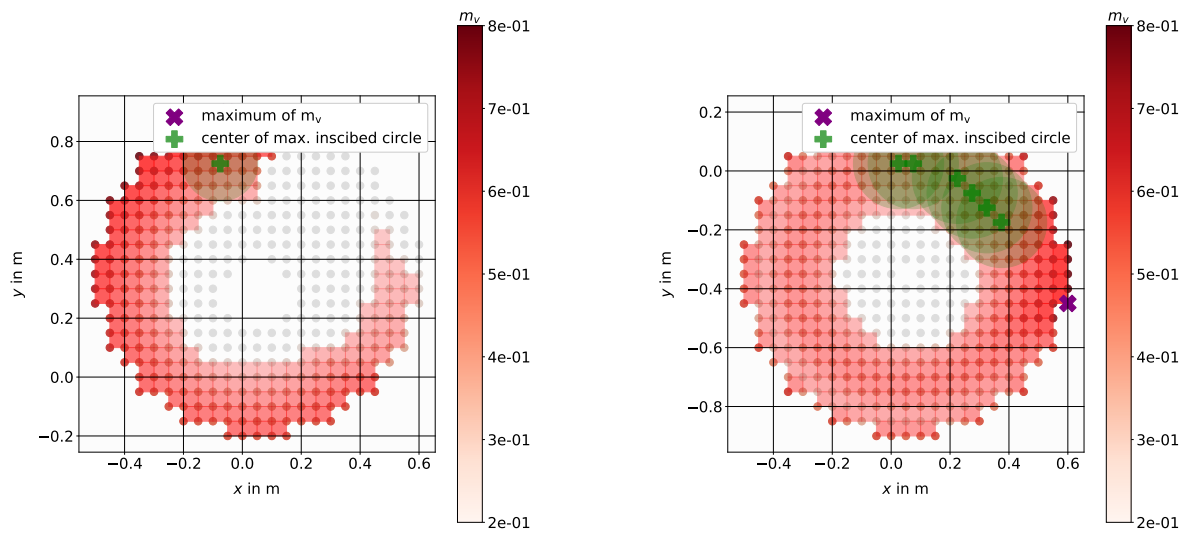 m_v
8e-01
maximum of m_v
center of max. inscibed circle
7e-01
6e-01
5e-01
4e-01
3e-01
2e-01
0.8
0.6
0.4
0.2
0.0
−0.2
y in m
−0.4
−0.2
0.0
0.2
0.4
0.6
x in m
m_v
8e-01
maximum of m_v
center of max. inscibed circle
7e-01
6e-01
5e-01
4e-01
3e-01
2e-01
0.2
0.0
−0.2
−0.4
−0.6
−0.8
y in m
−0.4
−0.2
0.0
0.2
0.4
0.6
x in m